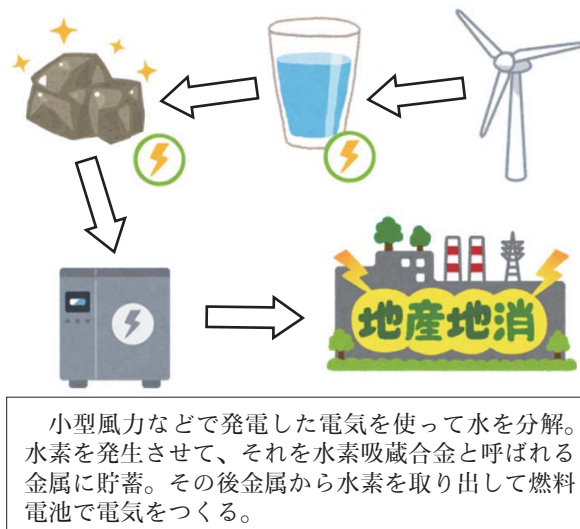 地産地消
小型風力などで発電した電気を使って水を分解。
水素を発生させて、それを水素吸蔵合金と呼ばれる
金属に貯蓄。その後金属から水素を取り出して燃料
電池で電気をつくる。